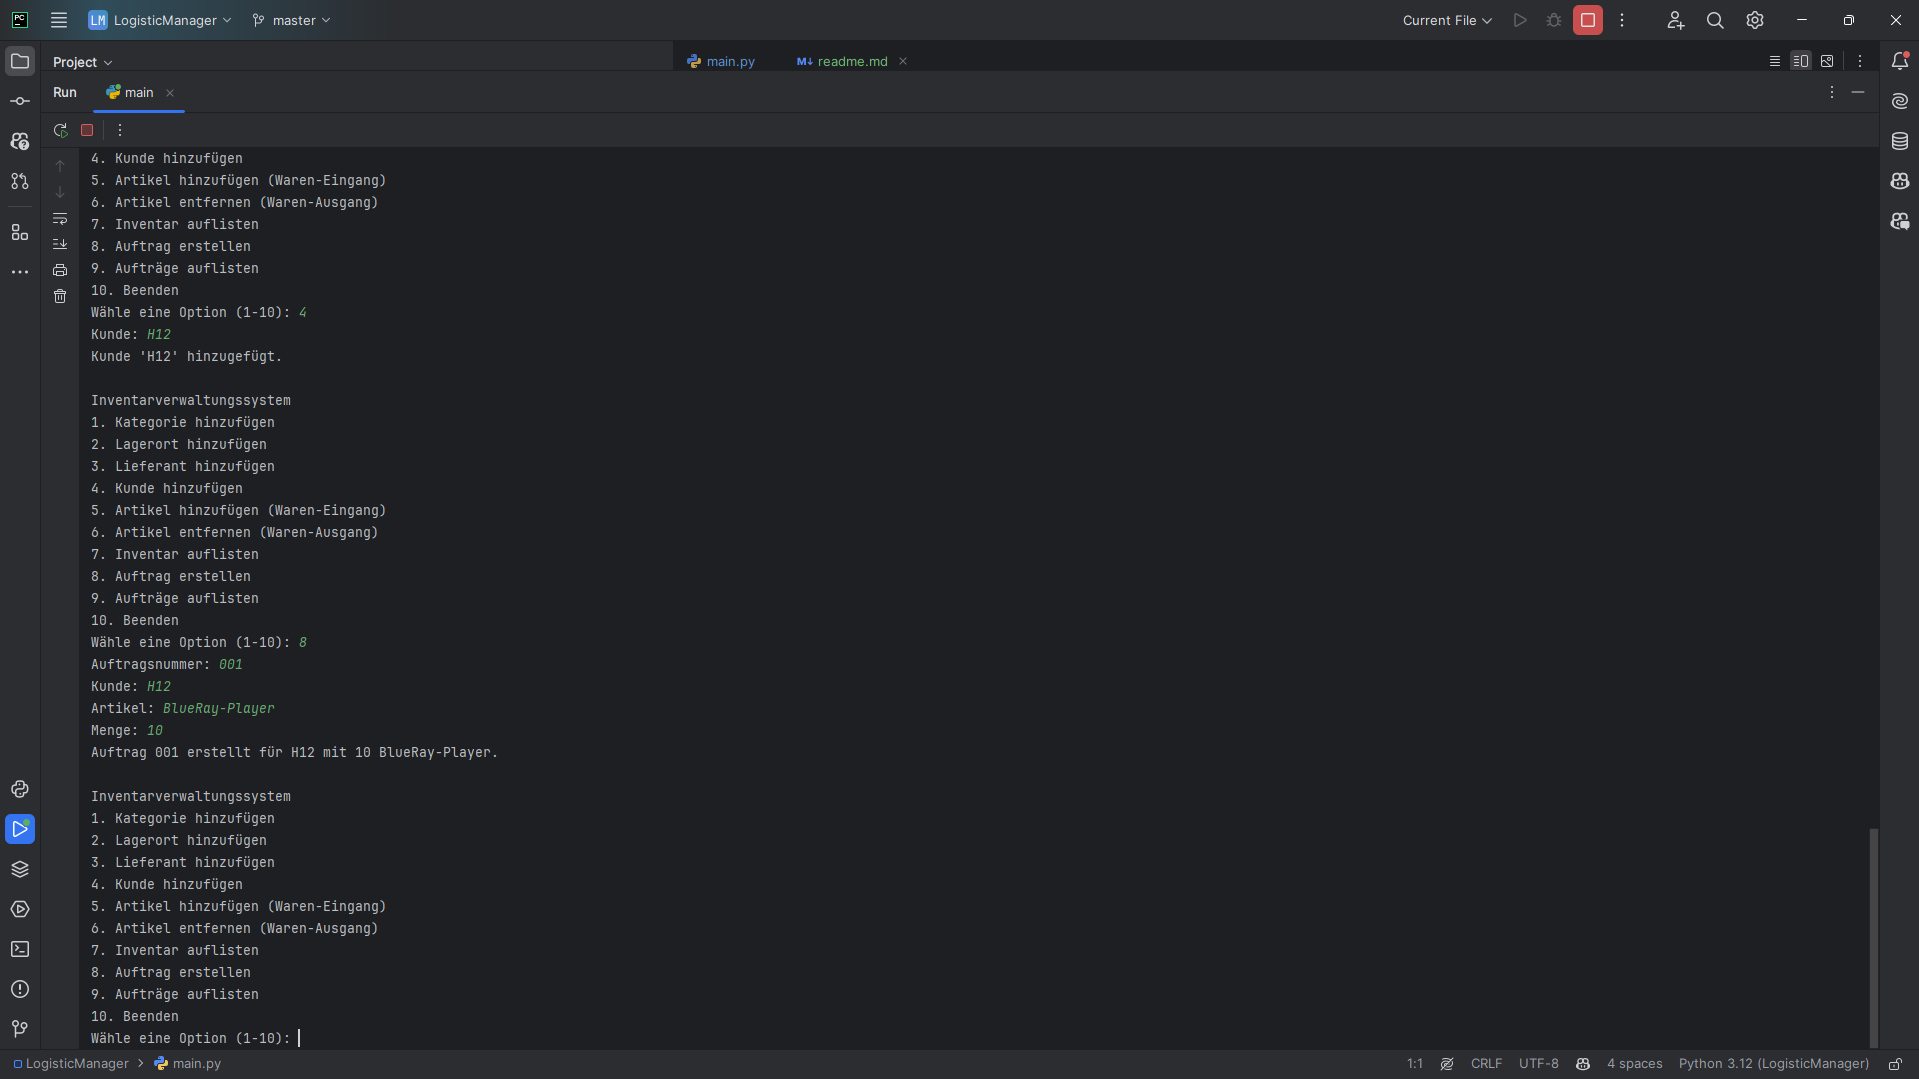 PC
LM LogisticManager
master
Current File
Project
main.py
M↓ readme.md
Run
main
4. Kunde hinzufügen
5. Artikel hinzufügen (Waren-Eingang)
6. Artikel entfernen (Waren-Ausgang)
7. Inventar auflisten
8. Auftrag erstellen
9. Aufträge auflisten
10. Beenden
Wähle eine Option (1-10): 4
Kunde: H12
Kunde 'H12' hinzugefügt.
Inventarverwaltungssystem
1. Kategorie hinzufügen
2. Lagerort hinzufügen
3. Lieferant hinzufügen
4. Kunde hinzufügen
5. Artikel hinzufügen (Waren-Eingang)
6. Artikel entfernen (Waren-Ausgang)
7. Inventar auflisten
8. Auftrag erstellen
9. Aufträge auflisten
10. Beenden
Wähle eine Option (1-10): 8
Auftragsnummer: 001
Kunde: H12
Artikel: BlueRay-Player
Menge: 10
Auftrag 001 erstellt für H12 mit 10 BlueRay-Player.
Inventarverwaltungssystem
1. Kategorie hinzufügen
2. Lagerort hinzufügen
3. Lieferant hinzufügen
4. Kunde hinzufügen
5. Artikel hinzufügen (Waren-Eingang)
6. Artikel entfernen (Waren-Ausgang)
7. Inventar auflisten
8. Auftrag erstellen
9. Aufträge auflisten
10. Beenden
Wähle eine Option (1-10):
LogisticManager > main.py
1:1 CRLF UTF-8 4 spaces Python 3.12 (LogisticManager)